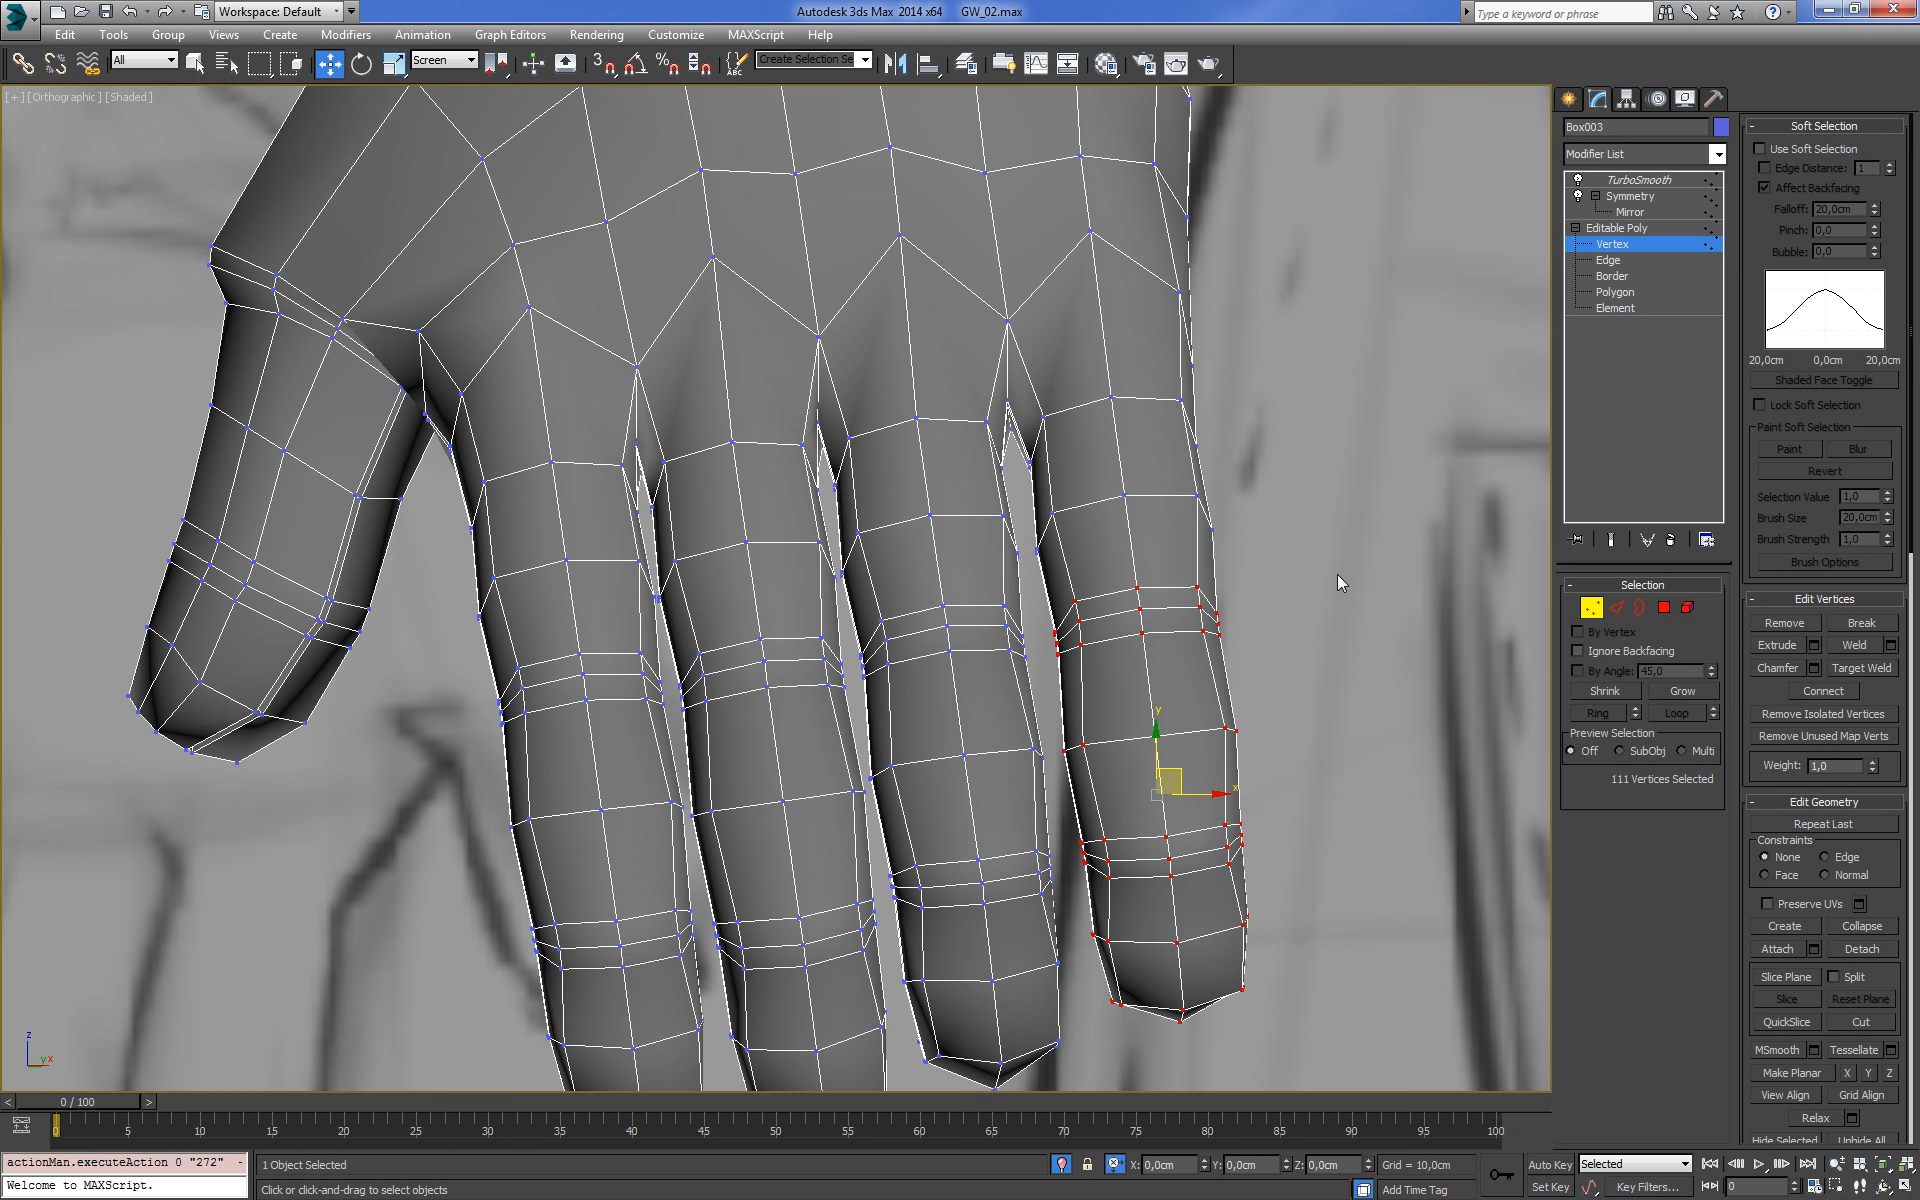 Workspace: Default
Autodesk 3ds Max 2014 x64 GW_02.max
Type a keyword or phrase
Edit Tools Group Views Create Modifiers Animation Graph Editors Rendering Customize MAXScript Help
All Screen Create Selection Se
[+] [Orthographic] [Shaded]
Box003
Modifier List
TurboSmooth
Symmetry
Mirror
Editable Poly
Vertex
Edge
Border
Polygon
Element
Selection
By Vertex
Ignore Backfacing
By Angle: 45,0
Shrink Grow
Ring Loop
Preview Selection
Off SubObj Multi
111 Vertices Selected
Soft Selection
Use Soft Selection
Edge Distance: 1
Affect Backfacing
Falloff: 20,0cm
Pinch: 0,0
Bubble: 0,0
20,0cm 0,0cm 20,0cm
Shaded Face Toggle
Lock Soft Selection
Paint Soft Selection
Paint Blur
Revert
Selection Value 1,0
Brush Size 20,0cm
Brush Strength 1,0
Brush Options
Edit Vertices
Remove Break
Extrude Weld
Chamfer Target Weld
Connect
Remove Isolated Vertices
Remove Unused Map Verts
Weight: 1,0
Edit Geometry
Repeat Last
Constraints
None Edge
Face Normal
Preserve UVs
Create Collapse
Attach Detach
Slice Plane Split
Slice Reset Plane
QuickSlice Cut
MSmooth Tessellate
Make Planar X Y Z
View Align Grid Align
Relax
Hide Selected Unhide All
y
x
z
y x
0 / 100
0 5 10 15 20 25 30 35 40 45 50 55 60 65 70 75 80 85 90 95 100
actionMan.executeAction 0 "272" -
Welcome to MAXScript.
1 Object Selected
Click or click-and-drag to select objects
X: 0,0cm Y: 0,0cm Z: 0,0cm Grid = 10,0cm
Add Time Tag
Auto Key Selected
Set Key Key Filters... 0